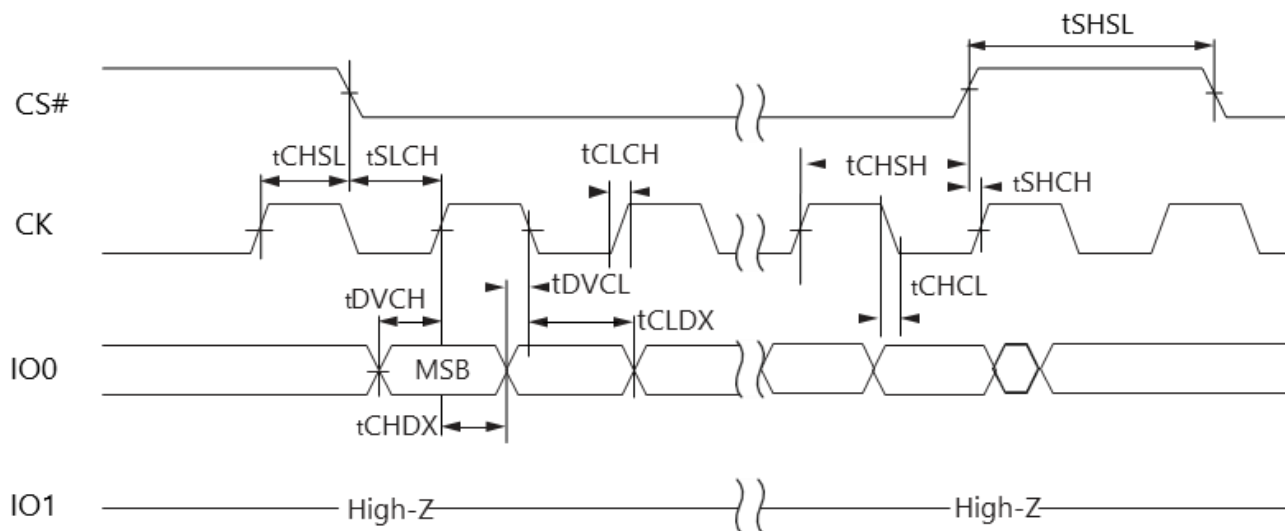 tSHSL
CS#
tCHSL tSLCH tCLCH tCHSH tSHCH
CK
tDVCH tDVCL tCHCL
tCLDX
IO0 MSB
tCHDX
IO1 High-Z High-Z